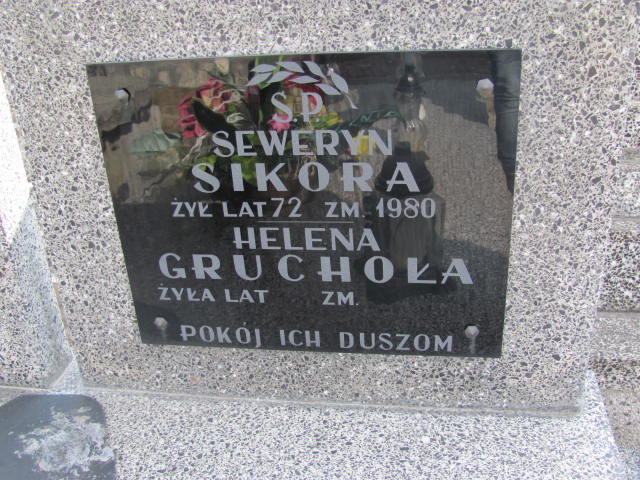 Ś.P.
SEWERYN
SIKORA
ŻYŁ LAT 72 ZM. 1980
HELENA
GRUCHOŁA
ŻYŁA LAT ZM.
POKÓJ ICH DUSZOM